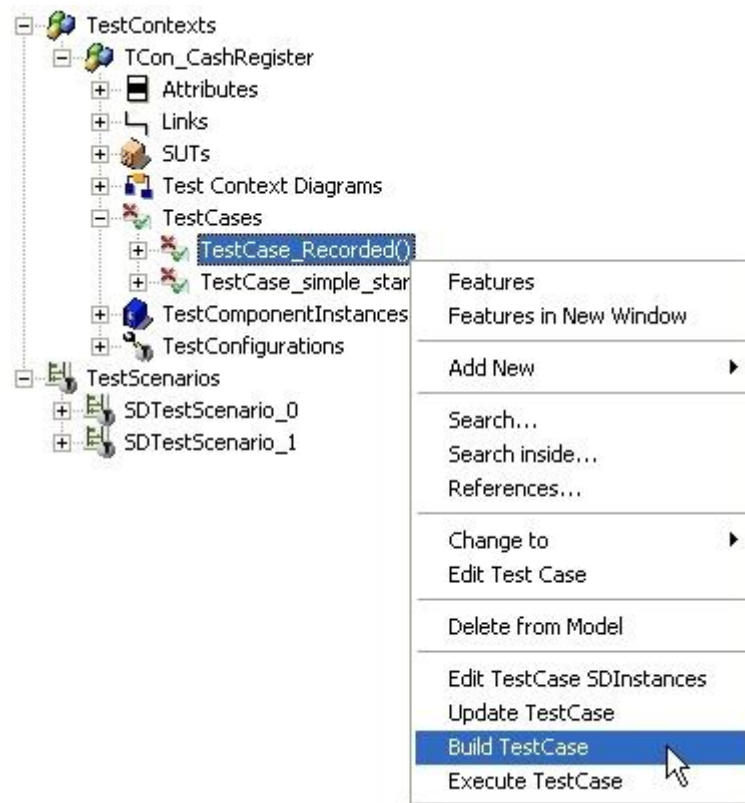 TestContexts
TCon_CashRegister
Attributes
Links
SUTs
Test Context Diagrams
TestCases
TestCase_Recorded()
TestCase_simple_star
TestComponentInstances
TestConfigurations
TestScenarios
SDTestScenario_0
SDTestScenario_1
Features
Features in New Window
Add New
Search...
Search inside...
References...
Change to
Edit Test Case
Delete from Model
Edit TestCase SDInstances
Update TestCase
Build TestCase
Execute TestCase